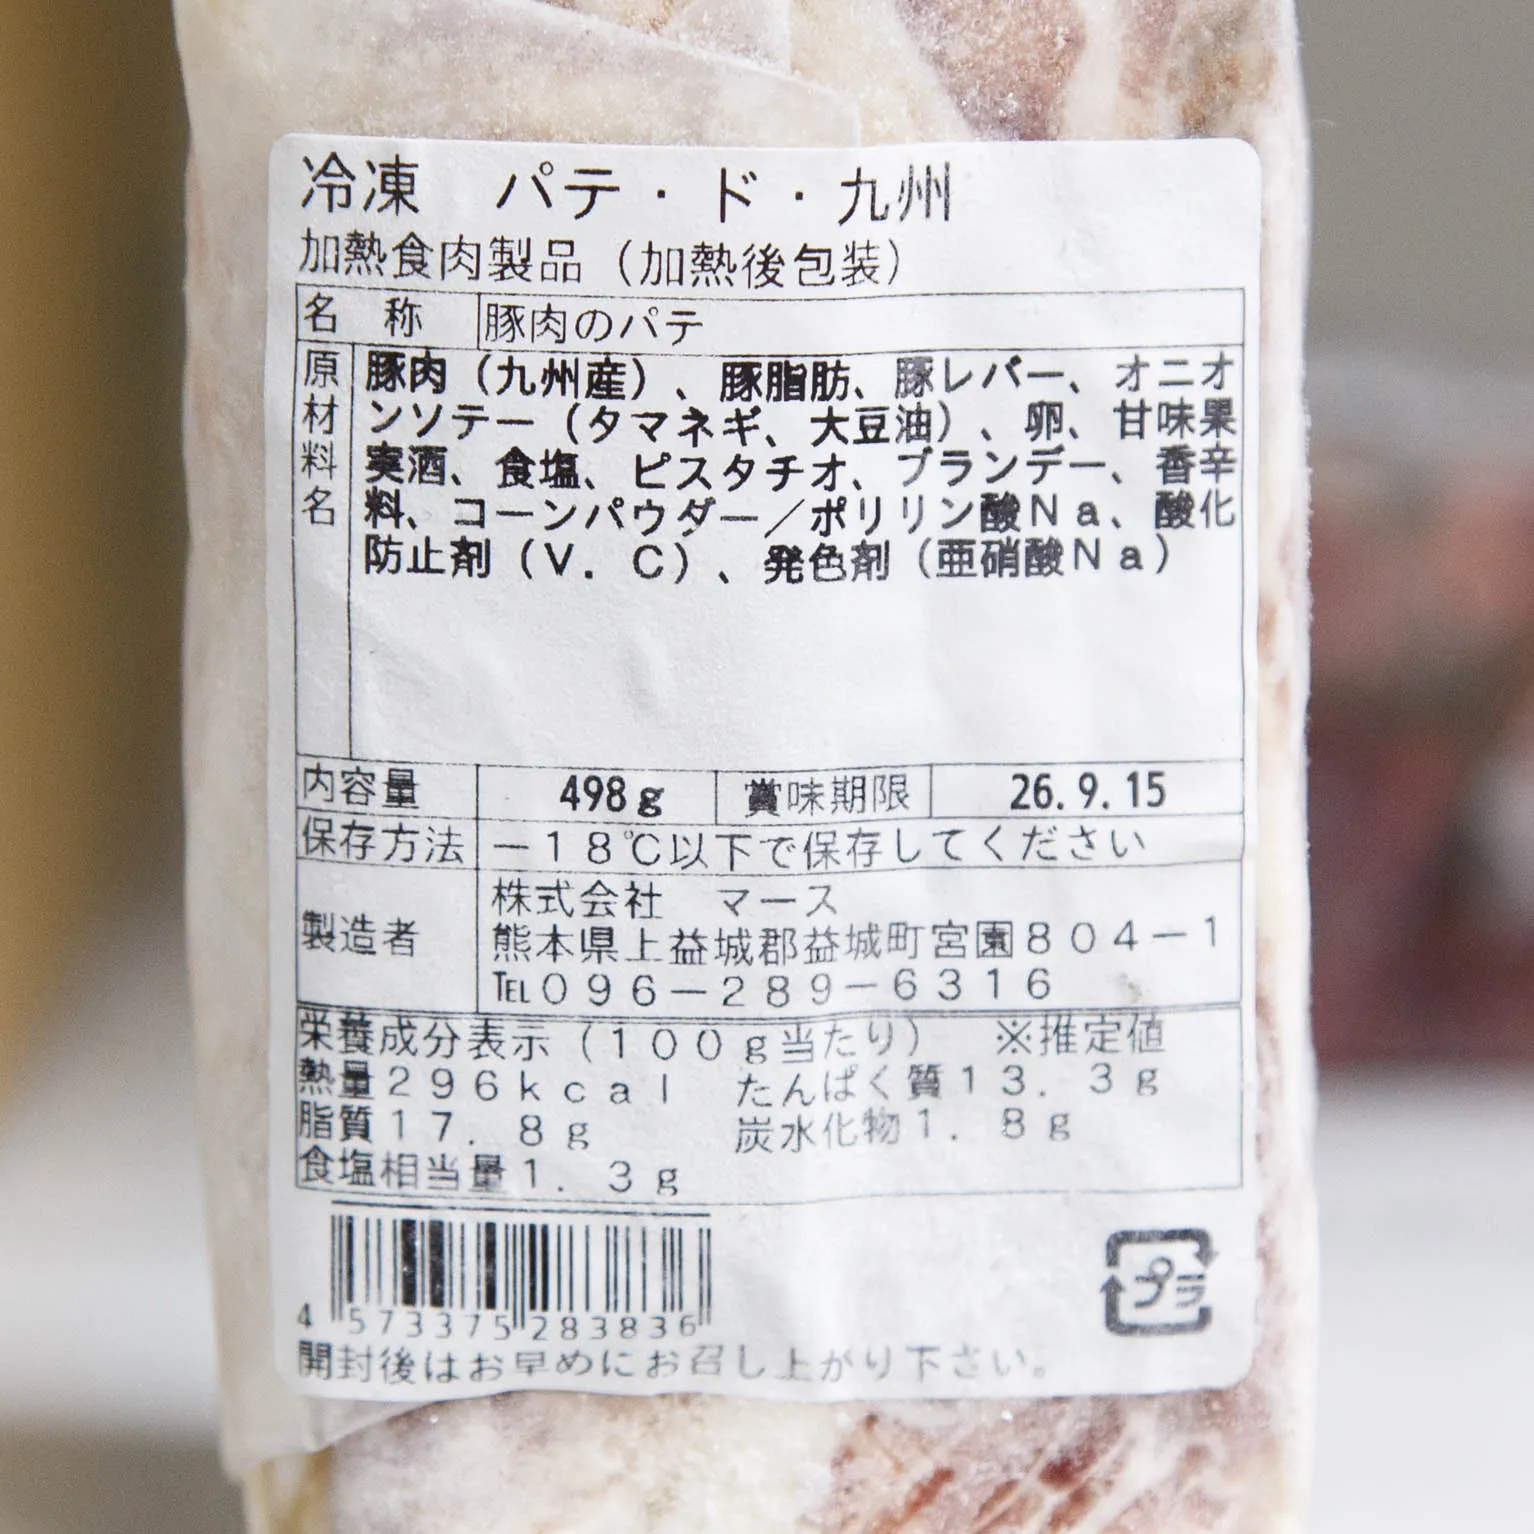 冷凍　パテ・ド・九州
加熱食肉製品（加熱後包装）
名　称　豚肉のパテ
原材料名　豚肉（九州産）、豚脂肪、豚レバー、オニオ
ンソテー（タマネギ、大豆油）、卵、甘味果
実酒、食塩、ピスタチオ、ブランデー、香辛
料、コーンパウダー／ポリリン酸Ｎａ、酸化
防止剤（Ｖ．Ｃ）、発色剤（亜硝酸Ｎａ）
内容量　498g　賞味期限　26.9.15
保存方法　－１８℃以下で保存してください
製造者　株式会社　マース
熊本県上益城郡益城町宮園８０４－１
℡０９６－２８９－６３１６
栄養成分表示（１００ｇ当たり）　※推定値
熱量２９６ｋｃａｌ　たんぱく質１３．３ｇ
脂質１７．８ｇ　炭水化物１．８ｇ
食塩相当量１．３ｇ
4 573375 283836
プラ
開封後はお早めにお召し上がり下さい。